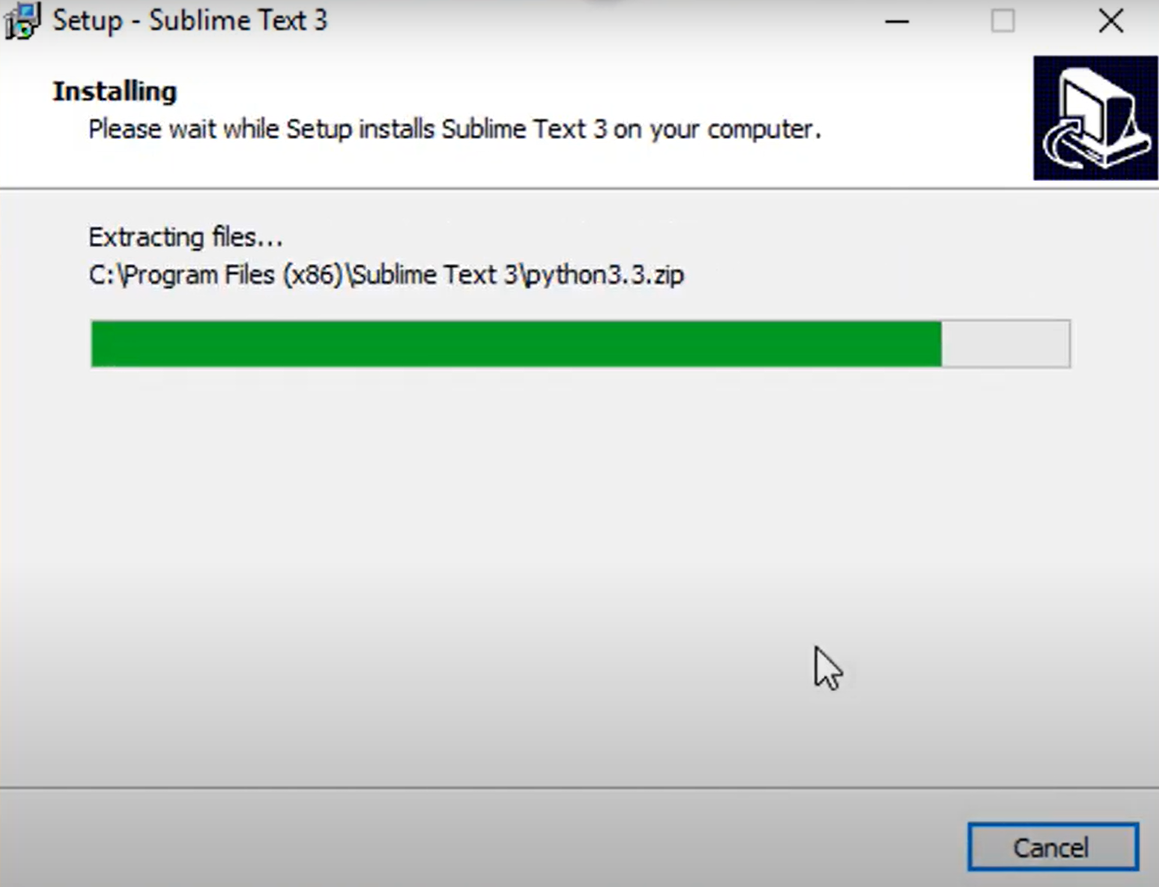 Setup - Sublime Text 3
Installing
Please wait while Setup installs Sublime Text 3 on your computer.
Extracting files...
C:\Program Files (x86)\Sublime Text 3\python3.3.zip
Cancel